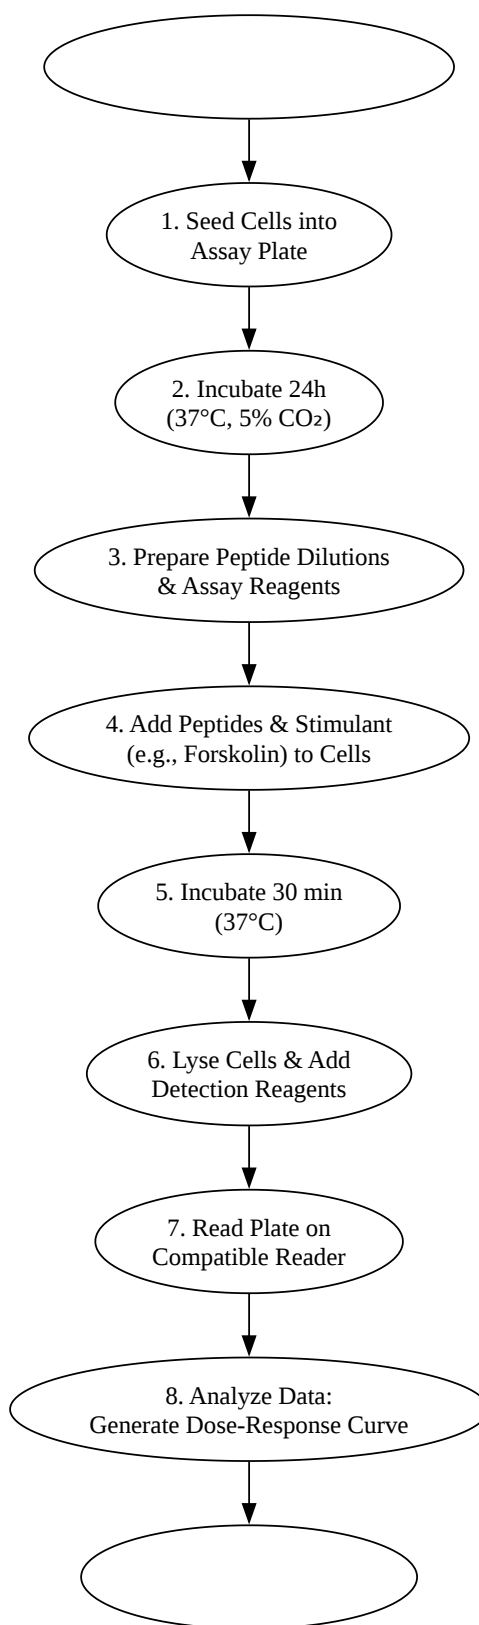 1. Seed Cells into
Assay Plate
2. Incubate 24h
(37°C, 5% CO₂)
3. Prepare Peptide Dilutions
& Assay Reagents
4. Add Peptides & Stimulant
(e.g., Forskolin) to Cells
5. Incubate 30 min
(37°C)
6. Lyse Cells & Add
Detection Reagents
7. Read Plate on
Compatible Reader
8. Analyze Data:
Generate Dose-Response Curve